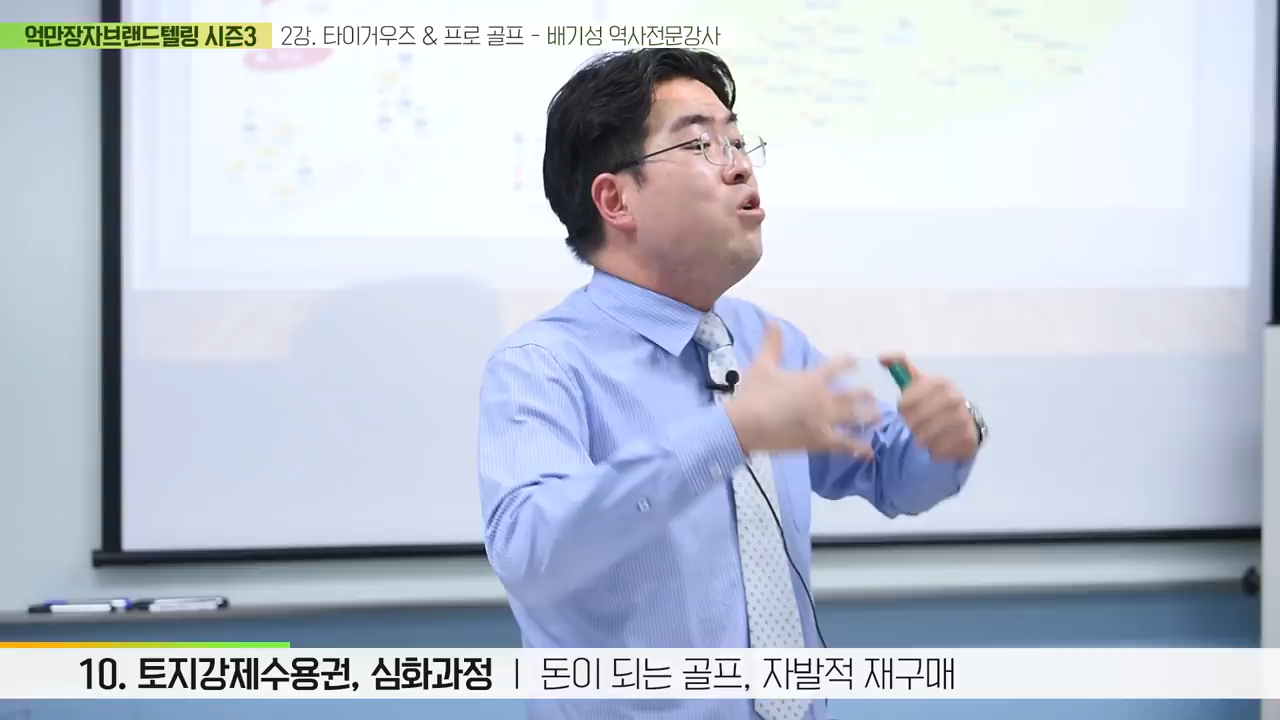 억만장자브랜드텔링 시즌3 2강. 타이거우즈 & 프로 골프 - 배기성 역사전문강사
10. 토지강제수용권, 심화과정 | 돈이 되는 골프, 자발적 재구매